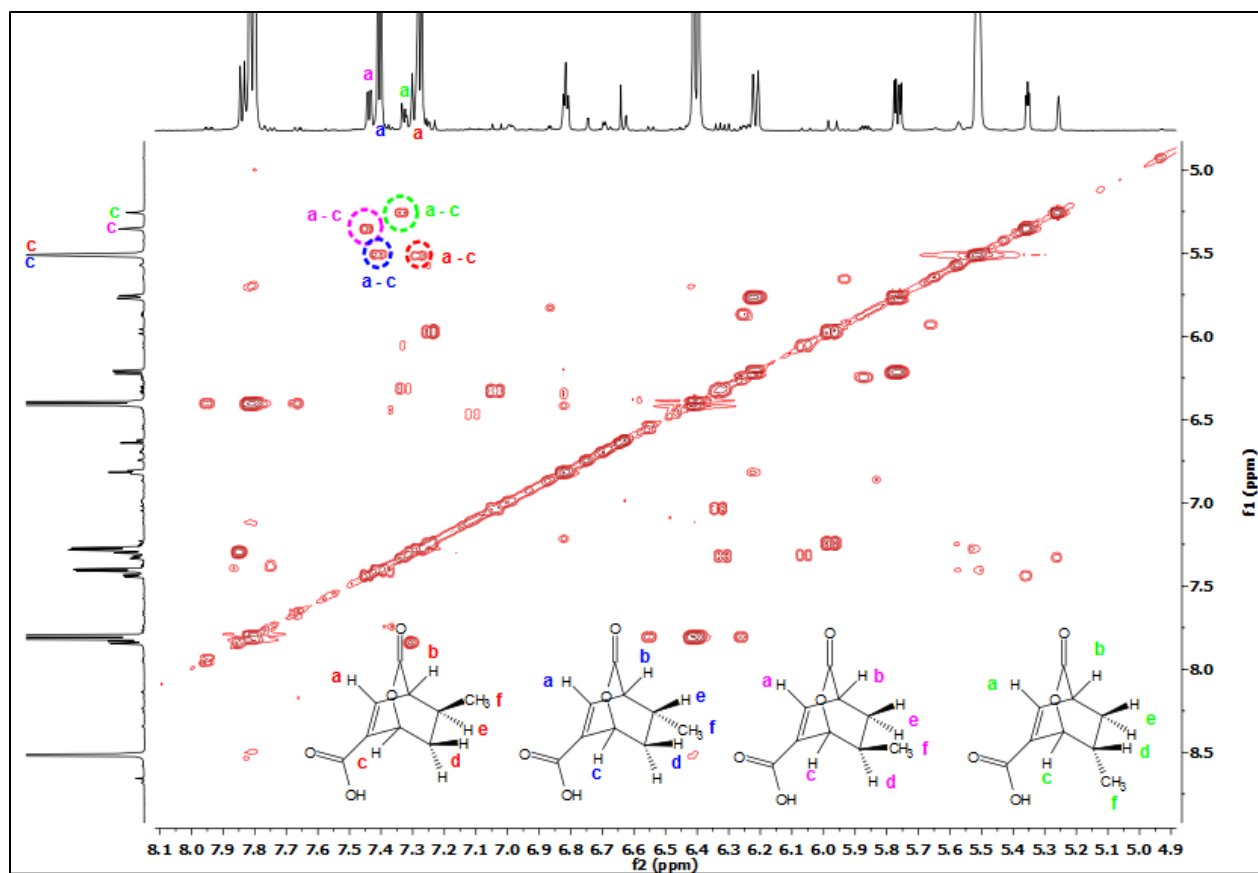 a
a
a
a
c
c
c
c
a - c
a - c
a - c
a - c
5.0
5.5
6.0
6.5
7.0
7.5
8.0
8.5
f1 (ppm)
O
O
a
H
b
H
CH3
f
H
e
H
H
c
H
d
O
OH
O
O
a
H
b
H
H
e
CH3
f
H
H
c
H
d
O
OH
O
O
a
H
b
H
H
e
H
CH3
f
H
c
H
d
O
OH
O
O
a
H
b
H
H
e
H
H
d
H
c
CH3
f
O
OH
8.1 8.0 7.9 7.8 7.7 7.6 7.5 7.4 7.3 7.2 7.1 7.0 6.9 6.8 6.7 6.6 6.5 6.4 6.3 6.2 6.1 6.0 5.9 5.8 5.7 5.6 5.5 5.4 5.3 5.2 5.1 5.0 4.9
f2 (ppm)